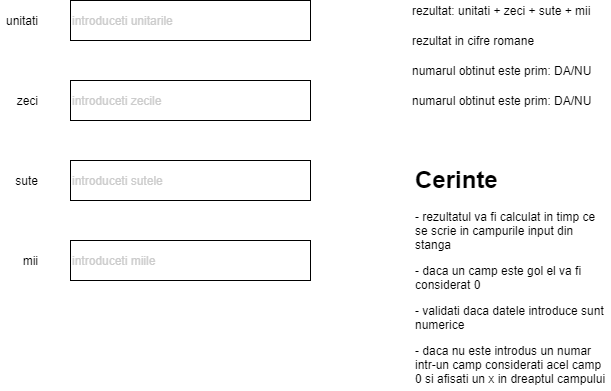 unitati
introduceti unitarile
zeci
introduceti zecile
sute
introduceti sutele
mii
introduceti miile
rezultat: unitati + zeci + sute + mii
rezultat in cifre romane
numarul obtinut este prim: DA/NU
numarul obtinut este prim: DA/NU
Cerinte
- rezultatul va fi calculat in timp ce
se scrie in campurile input din
stanga
- daca un camp este gol el va fi
considerat 0
- validati daca datele introduce sunt
numerice
- daca nu este introdus un numar
intr-un camp considerati acel camp
0 si afisati un x in dreaptul campului